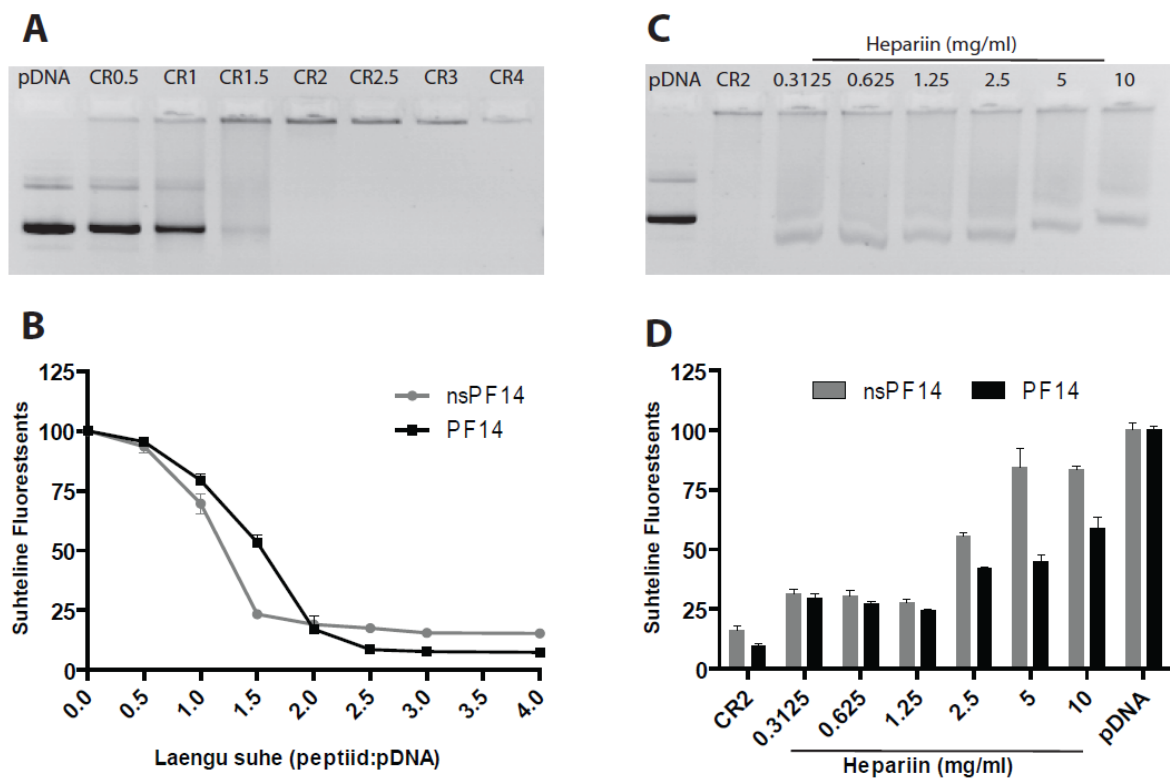 A
pDNA CR0.5 CR1 CR1.5 CR2 CR2.5 CR3 CR4
B
125
100
75
50
25
0
Suhteline Fluorestsents
nsPF14
PF14
0.0 0.5 1.0 1.5 2.0 2.5 3.0 3.5 4.0
Laengu suhe (peptiid:pDNA)
C
Hepariin (mg/ml)
pDNA CR2 0.3125 0.625 1.25 2.5 5 10
D
125
100
75
50
25
0
Suhteline Fluorestsents
nsPF14 PF14
CR2 0.3125 0.625 1.25 2.5 5 10 pDNA
Hepariin (mg/ml)